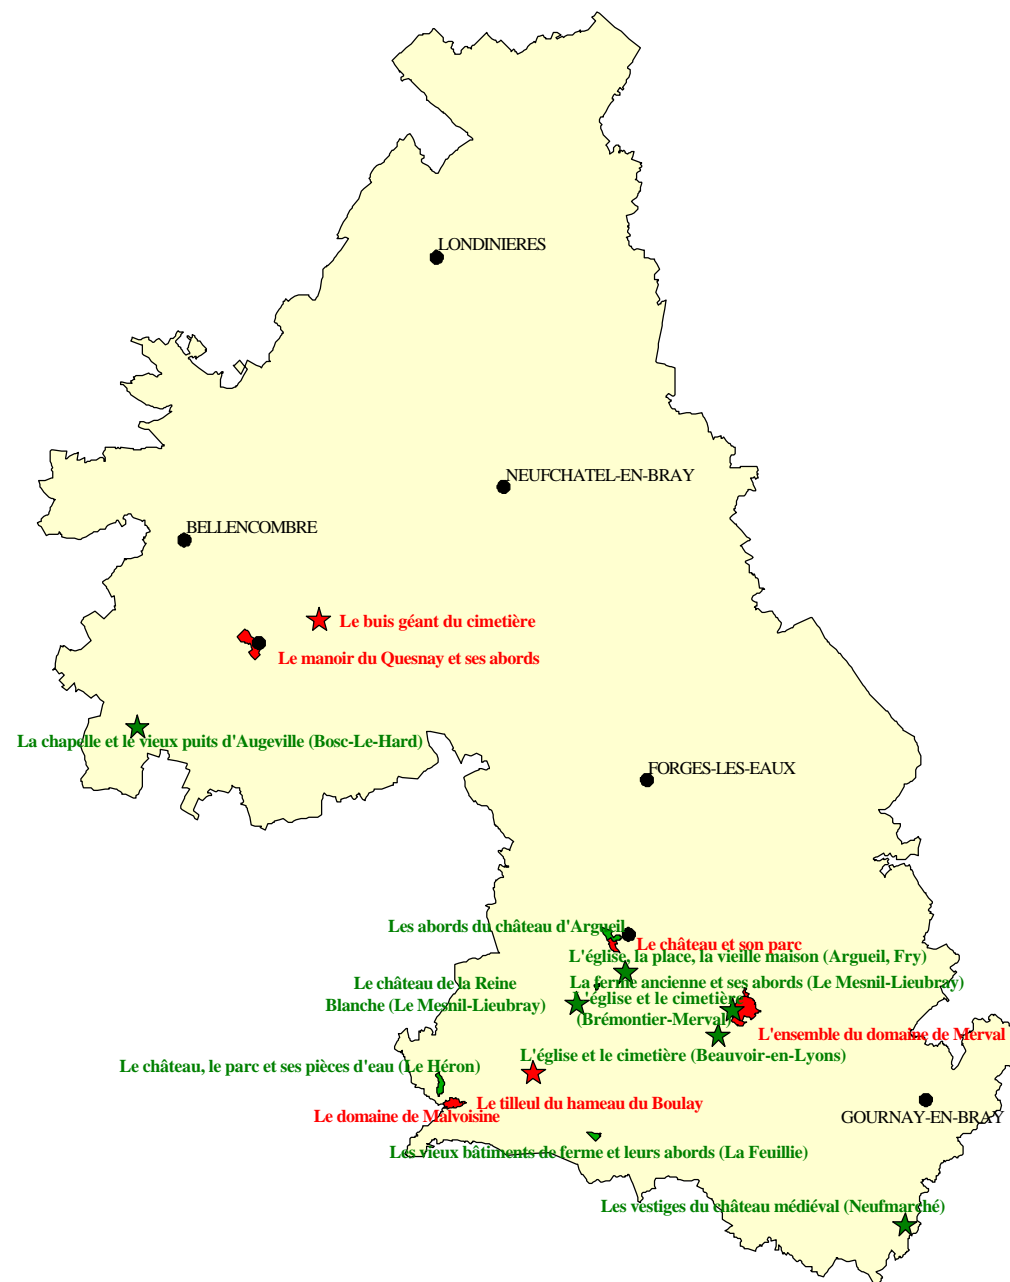 LONDINIERES
NEUFCHATEL-EN-BRAY
BELLENCOMBRE
Le buis géant du cimetière
Le manoir du Quesnay et ses abords
La chapelle et le vieux puits d'Augeville (Bosc-Le-Hard)
FORGES-LES-EAUX
Les abords du château d'Argueil
Le château et son parc
L'église, la place, la vieille maison (Argueil, Fry)
La ferme ancienne et ses abords (Le Mesnil-Lieubray)
Le château de la Reine
Blanche (Le Mesnil-Lieubray)
L'église et le cimetière
(Brémontier-Merval)
L'ensemble du domaine de Merval
L'église et le cimetière (Beauvoir-en-Lyons)
Le château, le parc et ses pièces d'eau (Le Héron)
Le tilleul du hameau du Boulay
Le domaine de Malvoisine
GOURNAY-EN-BRAY
Les vieux bâtiments de ferme et leurs abords (La Feuillie)
Les vestiges du château médiéval (Neufmarché)